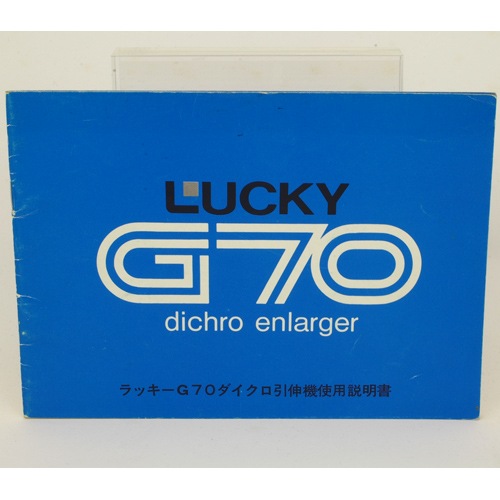 LUCKY
G70
dichro enlarger
ラッキーG70ダイクロ引伸機使用説明書